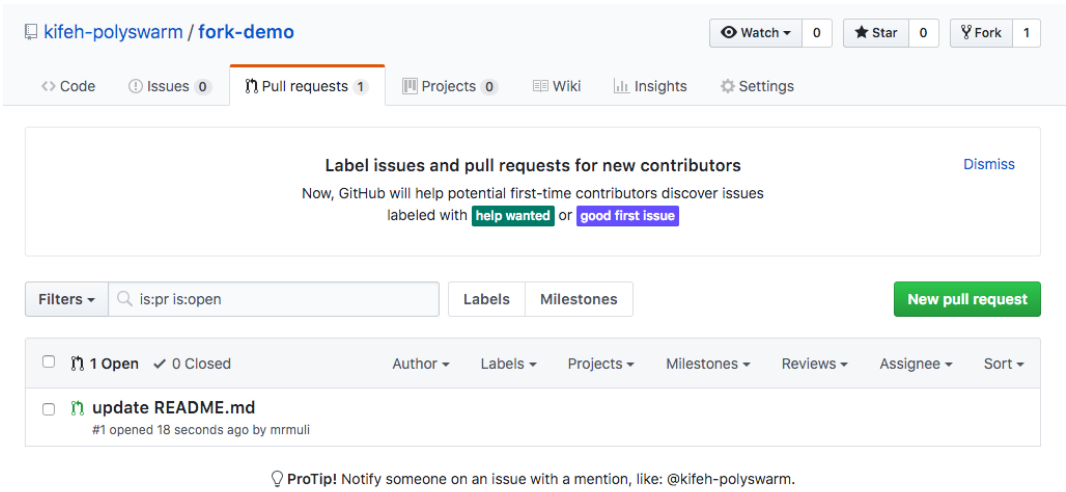 kifeh-polyswarm / fork-demo
Watch 0 Star 0 Fork 1
Code Issues 0 Pull requests 1 Projects 0 Wiki Insights Settings
Label issues and pull requests for new contributors
Dismiss
Now, GitHub will help potential first-time contributors discover issues
labeled with help wanted or good first issue
Filters is:pr is:open Labels Milestones New pull request
1 Open 0 Closed Author Labels Projects Milestones Reviews Assignee Sort
update README.md
#1 opened 18 seconds ago by mrmuli
ProTip! Notify someone on an issue with a mention, like: @kifeh-polyswarm.